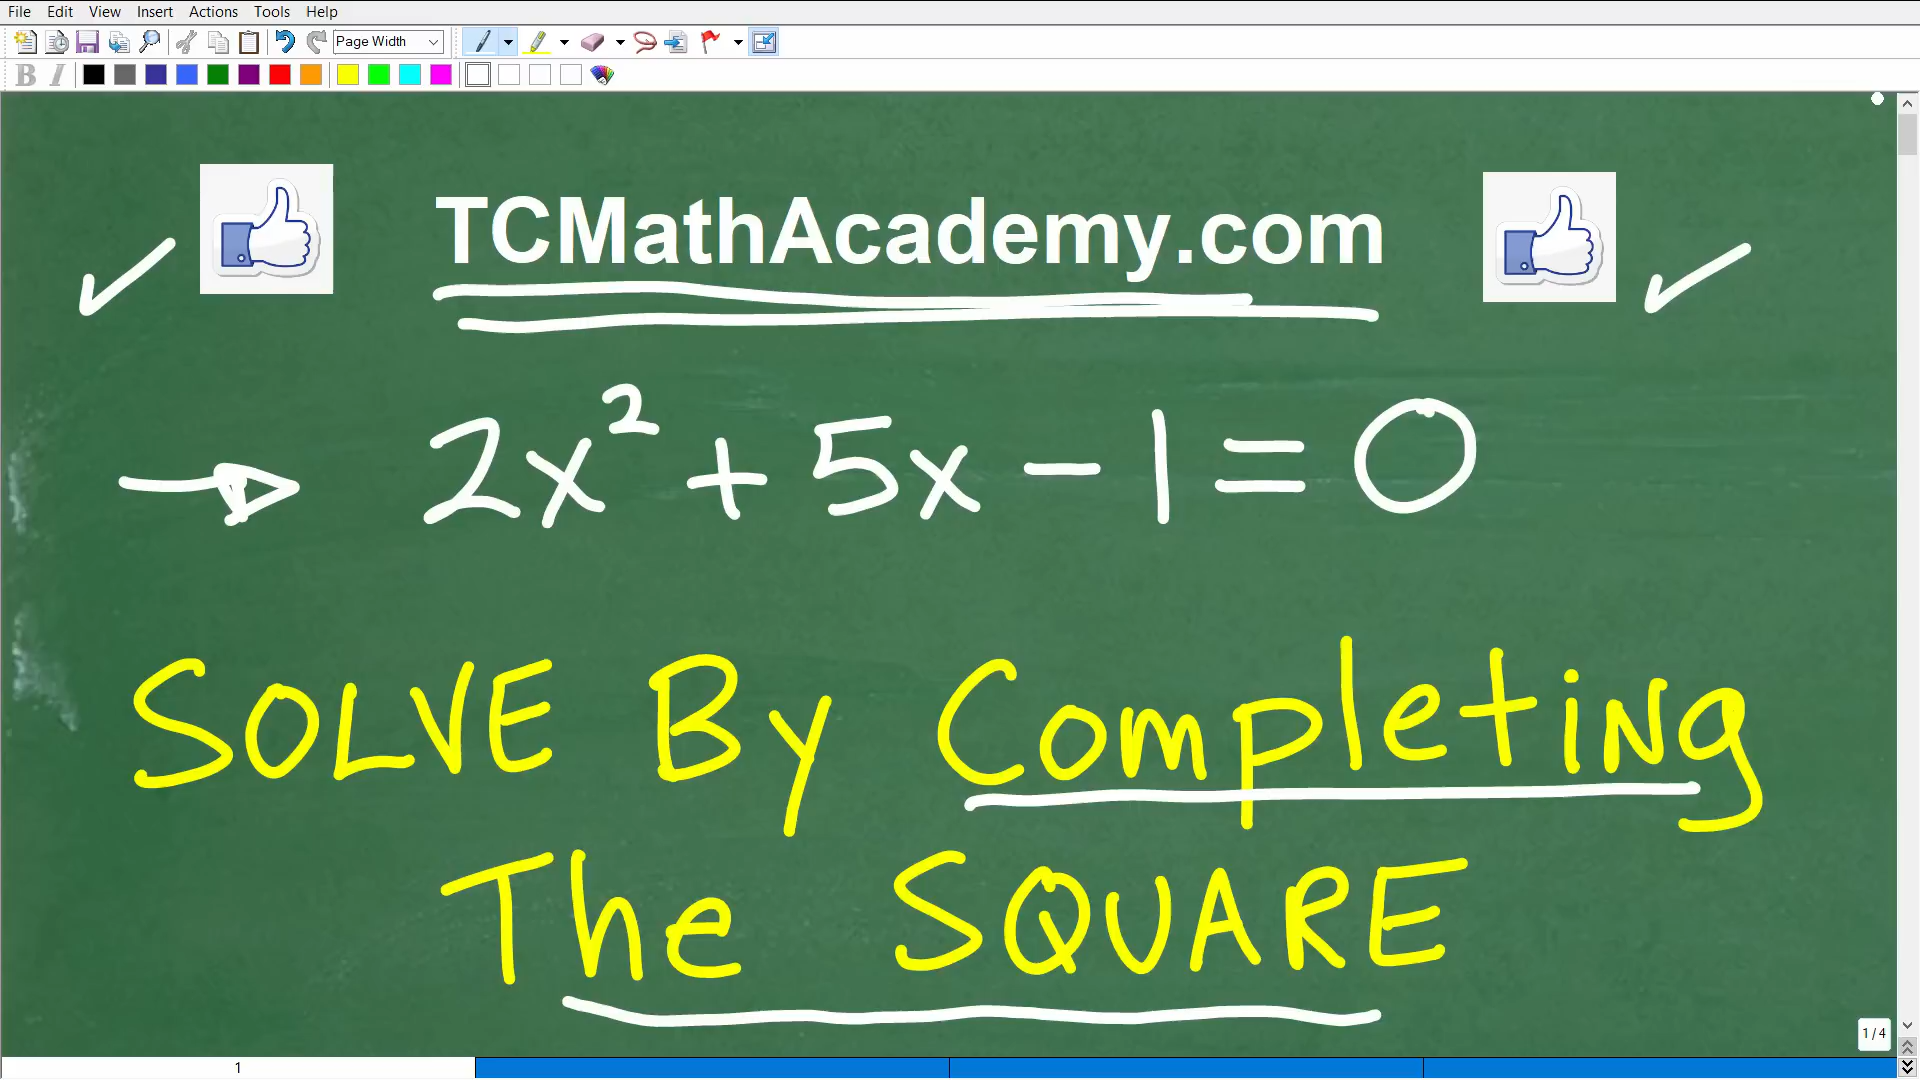 File Edit View Insert Actions Tools Help
Page Width
B I
TCMathAcademy.com
2x² + 5x - 1 = 0
SOLVE By Completing
The SQUARE
1 / 4
1